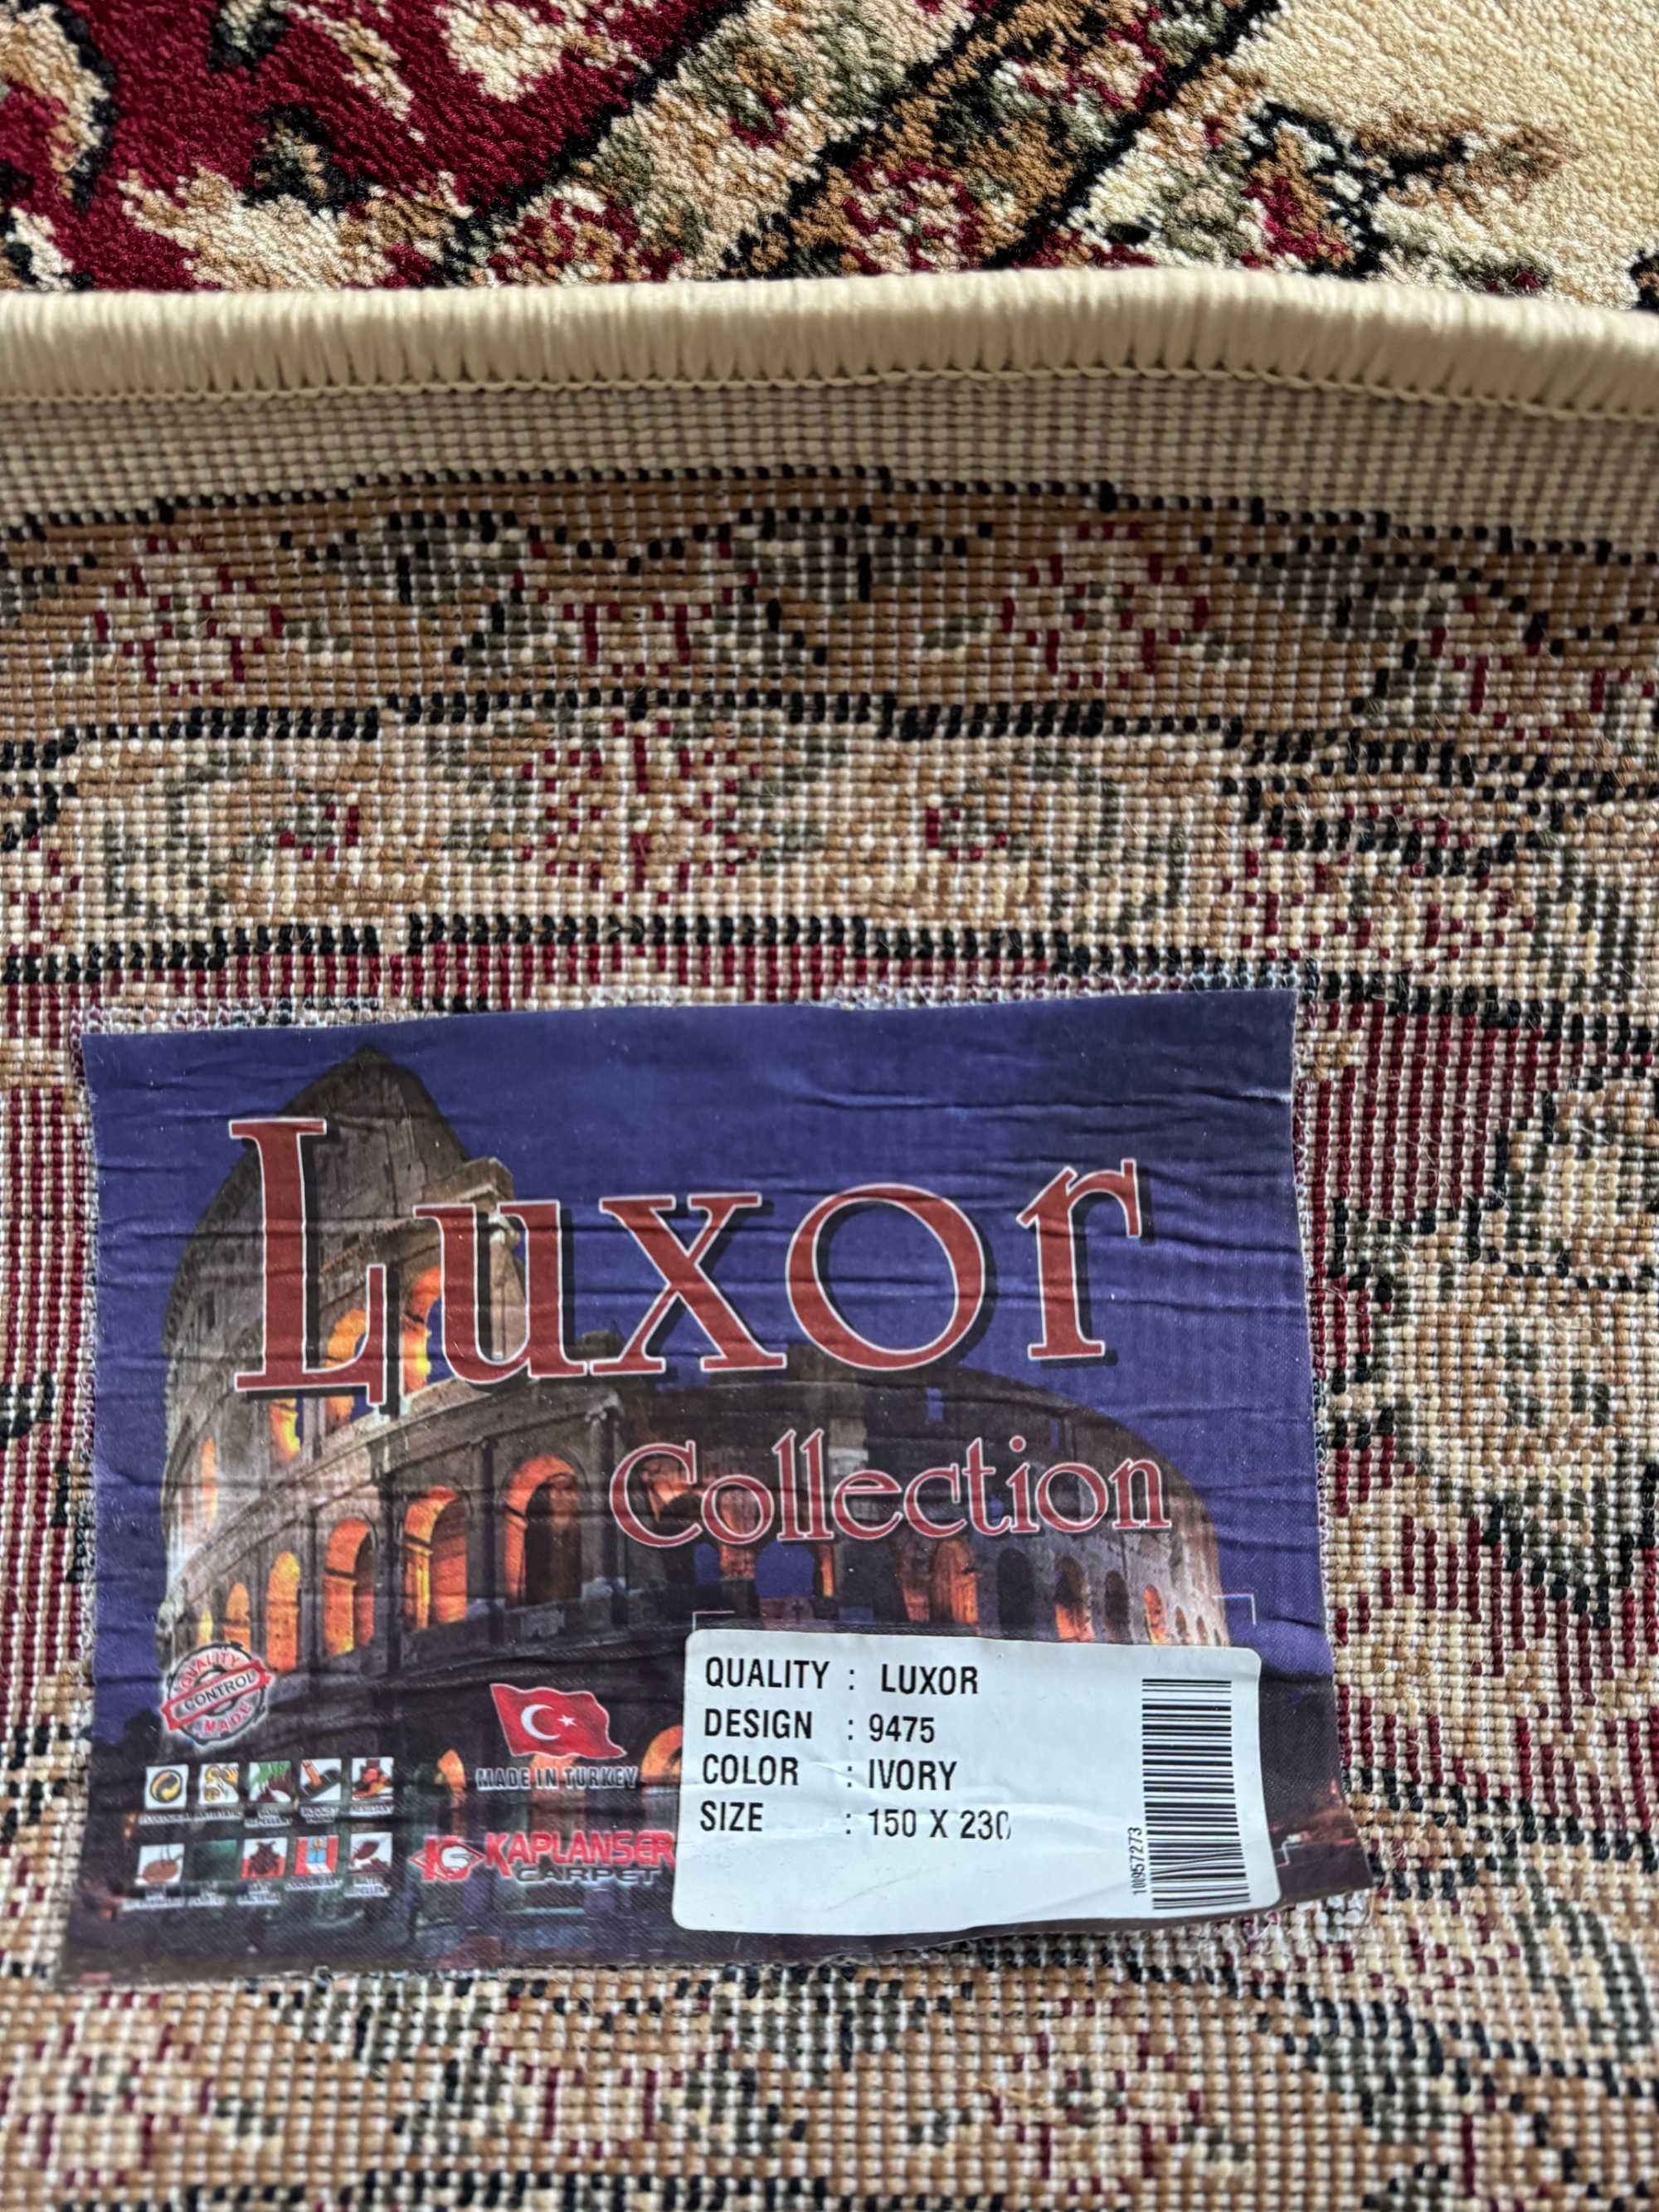 Luxor
Collection
QUALITY
CONTROL
MADE
MADE IN TURKEY
KAPLANSER
CARPET
QUALITY : LUXOR
DESIGN : 9475
COLOR : IVORY
SIZE : 150 X 230